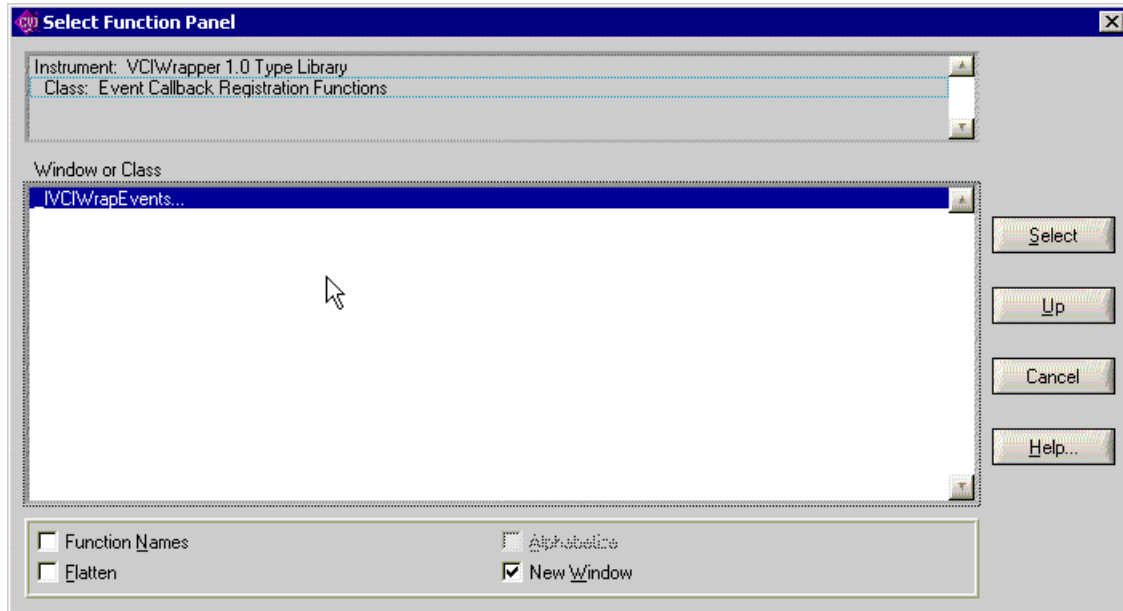 CVI Select Function Panel
Instrument: VCIWrapper 1.0 Type Library
Class: Event Callback Registration Functions
Window or Class
_IVCIWrapEvents...
Select
Up
Cancel
Help...
Function Names
Alphabetize
Flatten
New Window